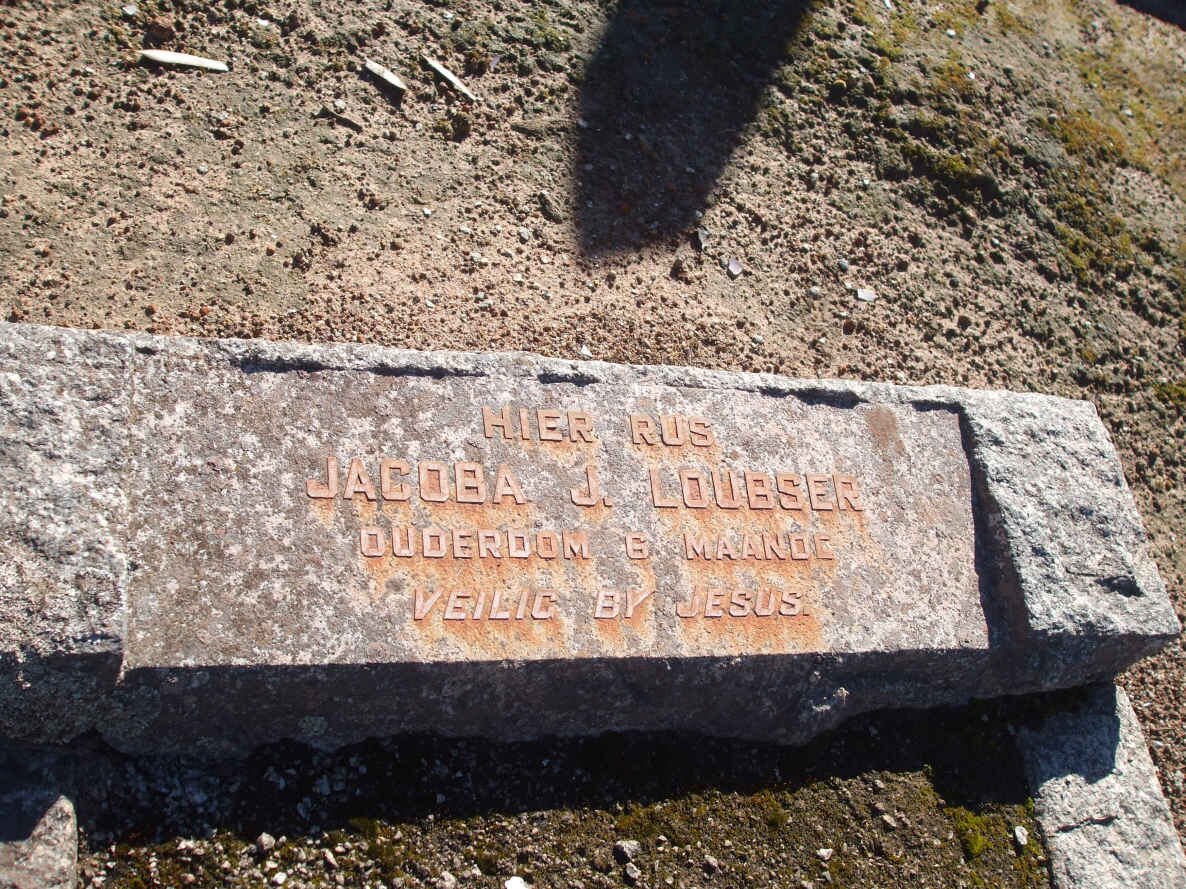 HIER RUS
JACOBA J. LOUBSER
OUDERDOM 6 MAANDE
VEILIG BY JESUS.